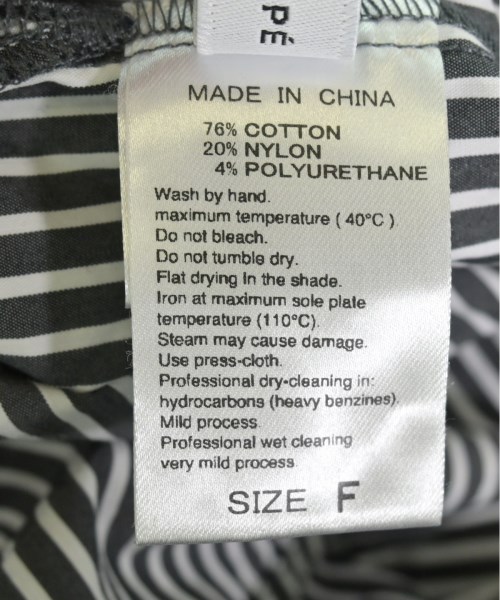 PÉ
MADE IN CHINA
76% COTTON
20% NYLON
4% POLYURETHANE
Wash by hand.
maximum temperature ( 40°C )
Do not bleach.
Do not tumble dry.
Flat drying in the shade.
Iron at maximum sole plate
temperature (110°C).
Steam may cause damage.
Use press-cloth.
Professional dry-cleaning in:
hydrocarbons (heavy benzines).
Mild process.
Professional wet cleaning
very mild process.
SIZE F